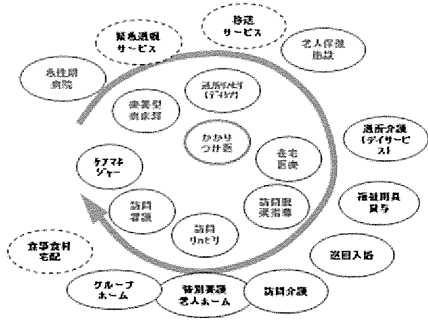 緊急通報
サービス
移送
サービス
老人保健
施設
急性期
病院
通所リハビリ
(デイケア)
療養型
病床群
かかり
つけ医
在宅
医療
通所介護
(デイサービ
スト)
ケアマネ
ジャー
訪問
看護
訪問服
薬指導
福祉用具
貸与
訪問
リハビリ
巡回入浴
食事食材
宅配
グループ
ホーム
特別養護
老人ホーム
訪問介護